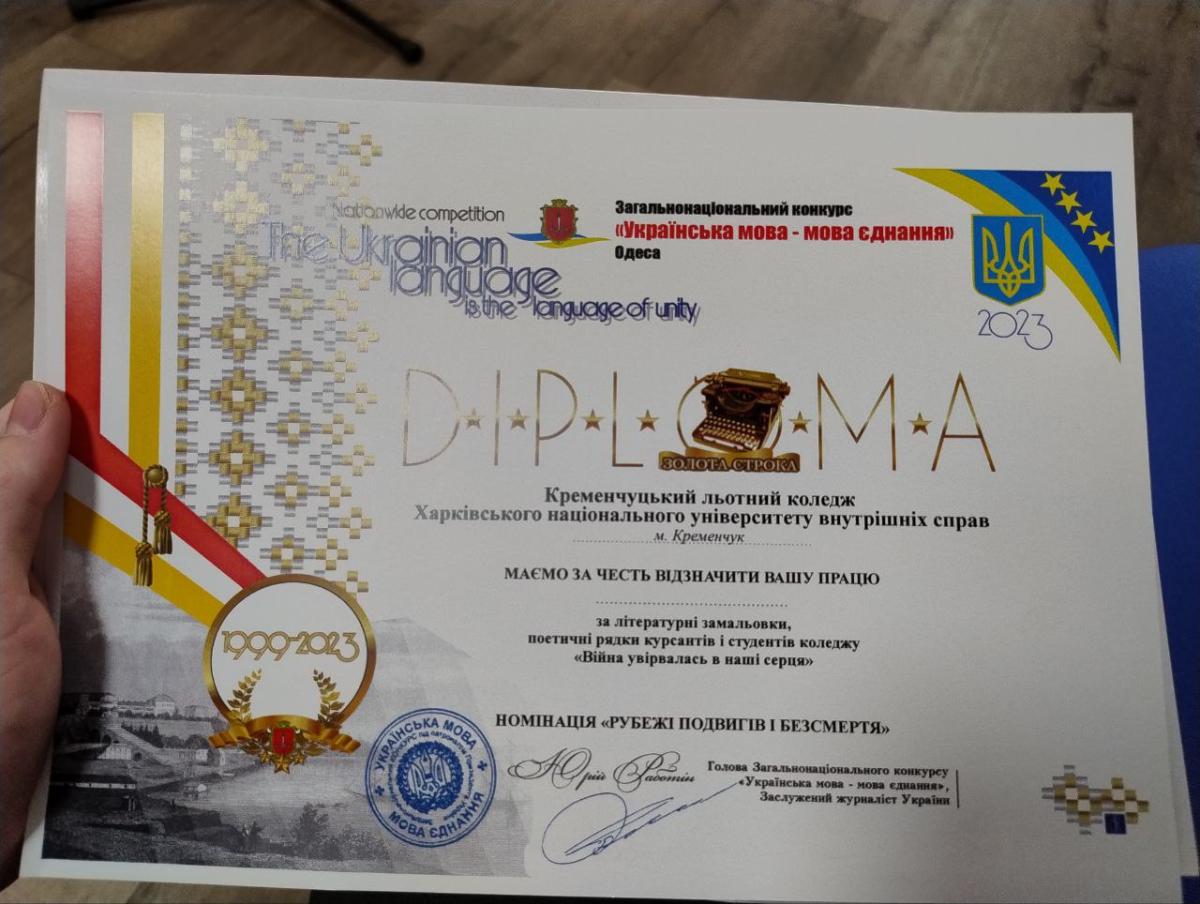 Nationwide competition
The Ukrainian
language
is the language of unity
Загальнонаціональний конкурс
«Українська мова - мова єднання»
Одеса
2023
DIPLOMA
ЗОЛОТА СТРОКА
Кременчуцький льотний коледж
Харківського національного університету внутрішніх справ
м. Кременчук
МАЄМО ЗА ЧЕСТЬ ВІДЗНАЧИТИ ВАШУ ПРАЦЮ
за літературні замальовки,
поетичні рядки курсантів і студентів коледжу
«Війна увірвалась в наші серця»
1999-2023
НОМІНАЦІЯ «РУБЕЖІ ПОДВИГІВ І БЕЗСМЕРТЯ»
УКРАЇНСЬКА МОВА
МОВА ЄДНАННЯ
Юрій Работін
Голова Загальнонаціонального конкурсу
«Українська мова - мова єднання»,
Заслужений журналіст України